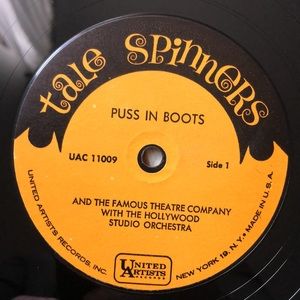 tale spinners
PUSS IN BOOTS
UAC 11009
Side 1
AND THE FAMOUS THEATRE COMPANY
WITH THE HOLLYWOOD
STUDIO ORCHESTRA
UNITED ARTISTS RECORDS, INC.
NEW YORK 19, N.Y. • MADE IN U.S.A.
UNITED
ARTISTS
RECORDS